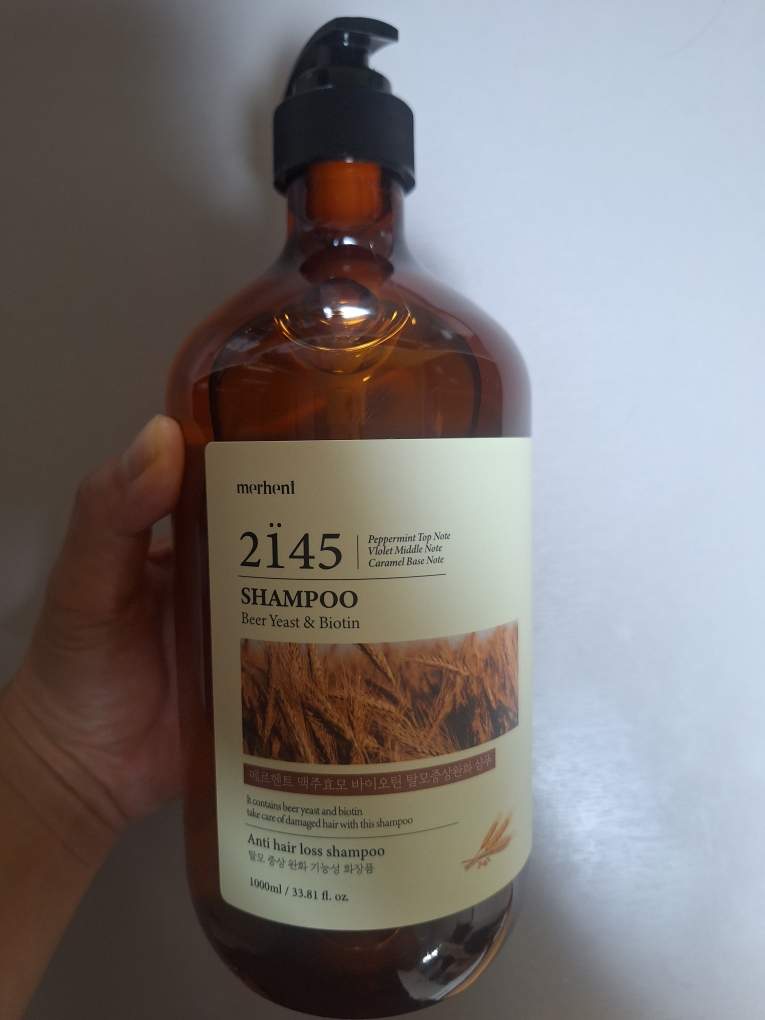 merhent
2ï45
Peppermint Top Note
Violet Middle Note
Caramel Base Note
SHAMPOO
Beer Yeast & Biotin
메르헨트 맥주효모 바이오틴 탈모증상완화 샴푸
It contains beer yeast and biotin
take care of damaged hair with this shampoo
Anti hair loss shampoo
탈모 증상 완화 기능성 화장품
1000ml / 33.81 fl. oz.